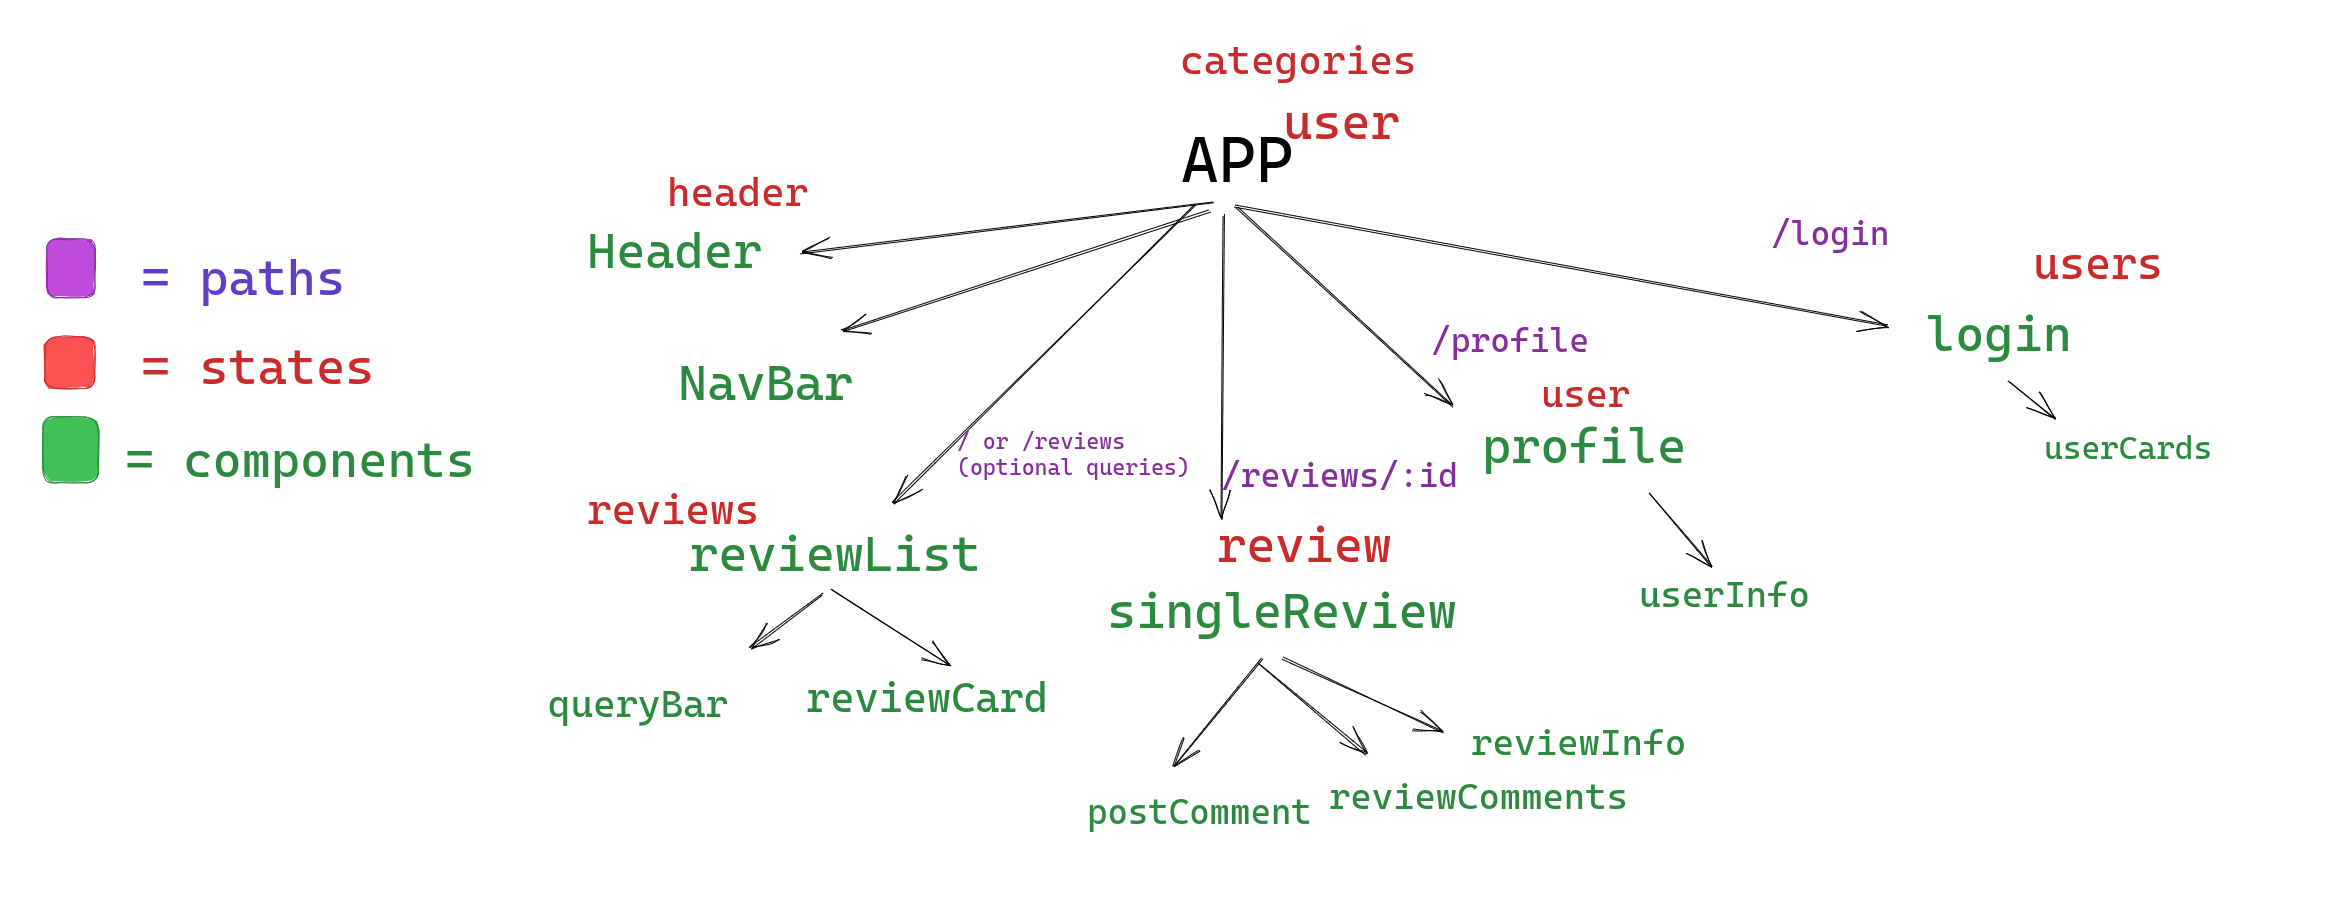 categories
user
APP
header
Header
/login
users
login
userCards
= paths
= states
= components
NavBar
/profile
user
profile
userInfo
/ or /reviews
(optional queries)
/reviews/:id
reviews
reviewList
queryBar
reviewCard
review
singleReview
postComment
reviewComments
reviewInfo